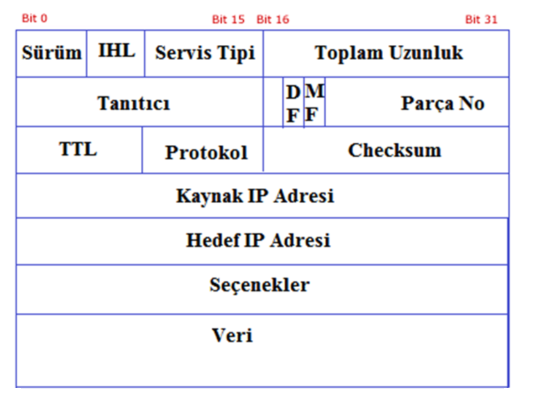 Bit 0 Bit 15 Bit 16 Bit 31
Sürüm IHL Servis Tipi Toplam Uzunluk
Tanıtıcı DF MF Parça No
TTL Protokol Checksum
Kaynak IP Adresi
Hedef IP Adresi
Seçenekler
Veri